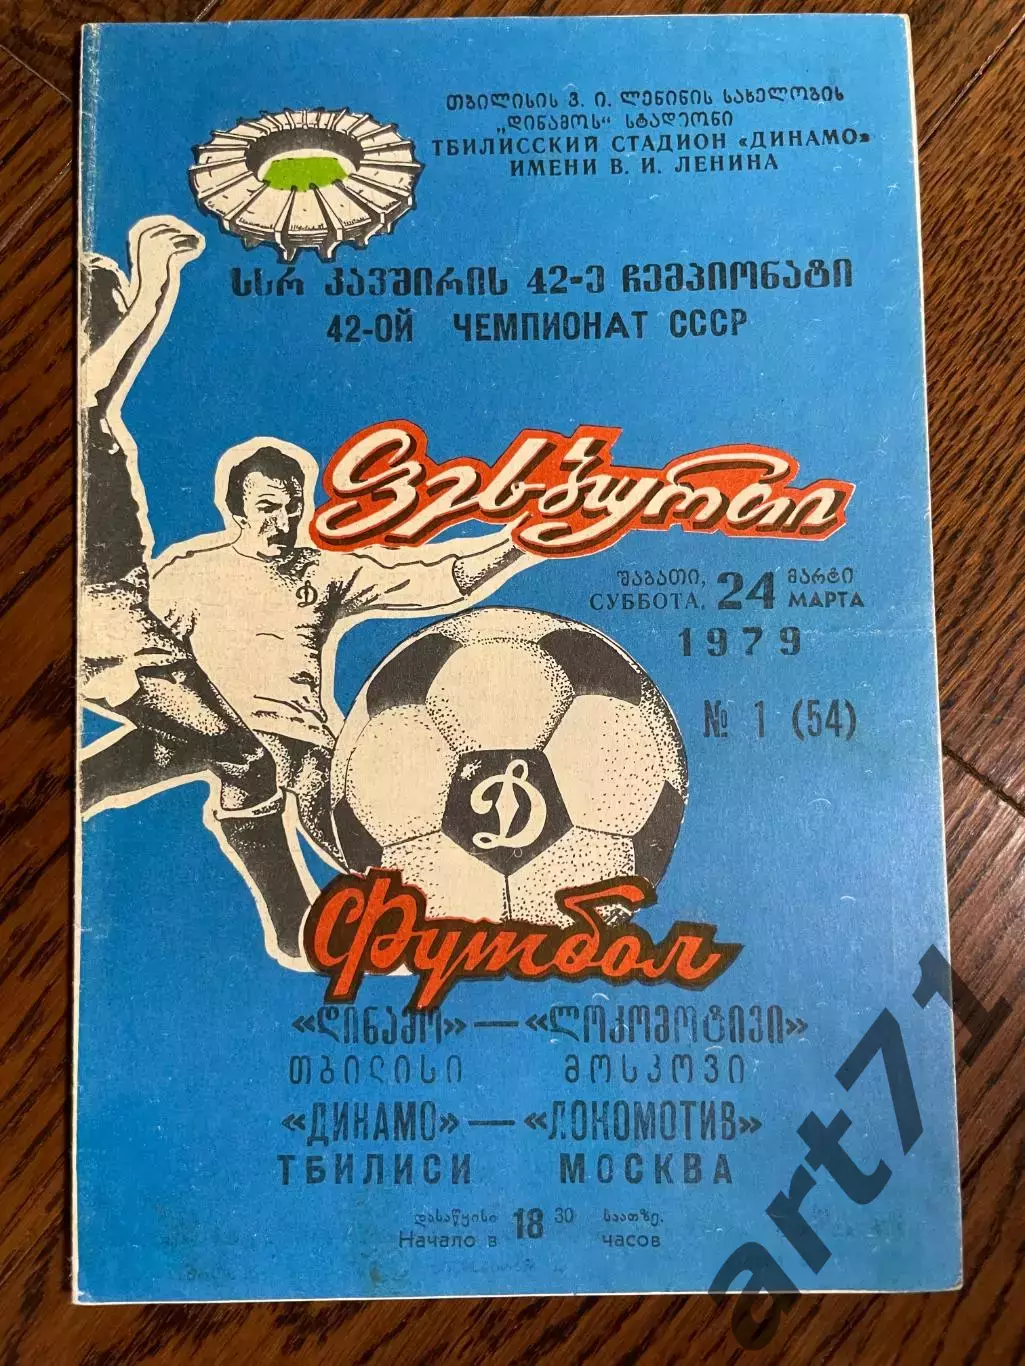 თბილისის ვ. ი. ლენინის სახელობის
„დინამოს“ სტადიონი
ТБИЛИССКИЙ СТАДИОН «ДИНАМО»
ИМЕНИ В. И. ЛЕНИНА
სსრ კავშირის 42-ე ჩემპიონატი
42-ОЙ ЧЕМПИОНАТ СССР
ფეხბურთი
Д
შაბათი, 24 მარტი
СУББОТА, 24 МАРТА
1979
№ 1 (54)
Д
Футбол
«დინამო» — «ლოკომოტივი»
თბილისი მოსკოვი
«ДИНАМО» — «ЛОКОМОТИВ»
ТБИЛИСИ МОСКВА
დასაწყისი 18 30 საათზე.
Начало в 18 30 часов
art71